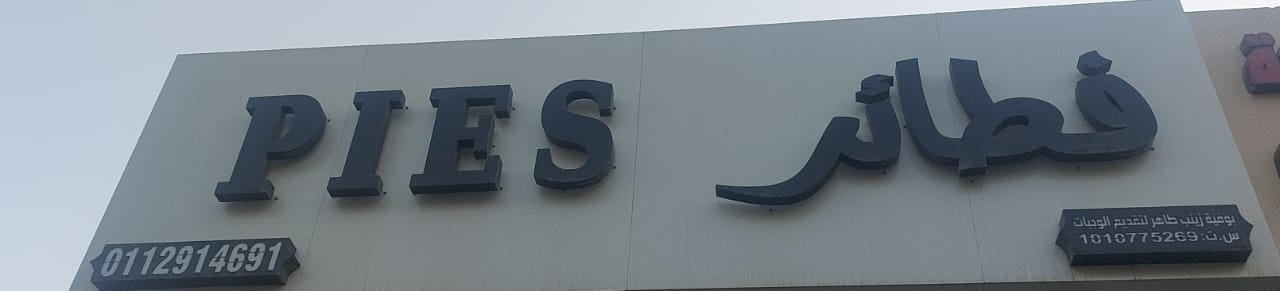 PIES
فطائر
0112914691
بوفية زينب طاهر لتقديم الوجبات
س.ت: 1010775269